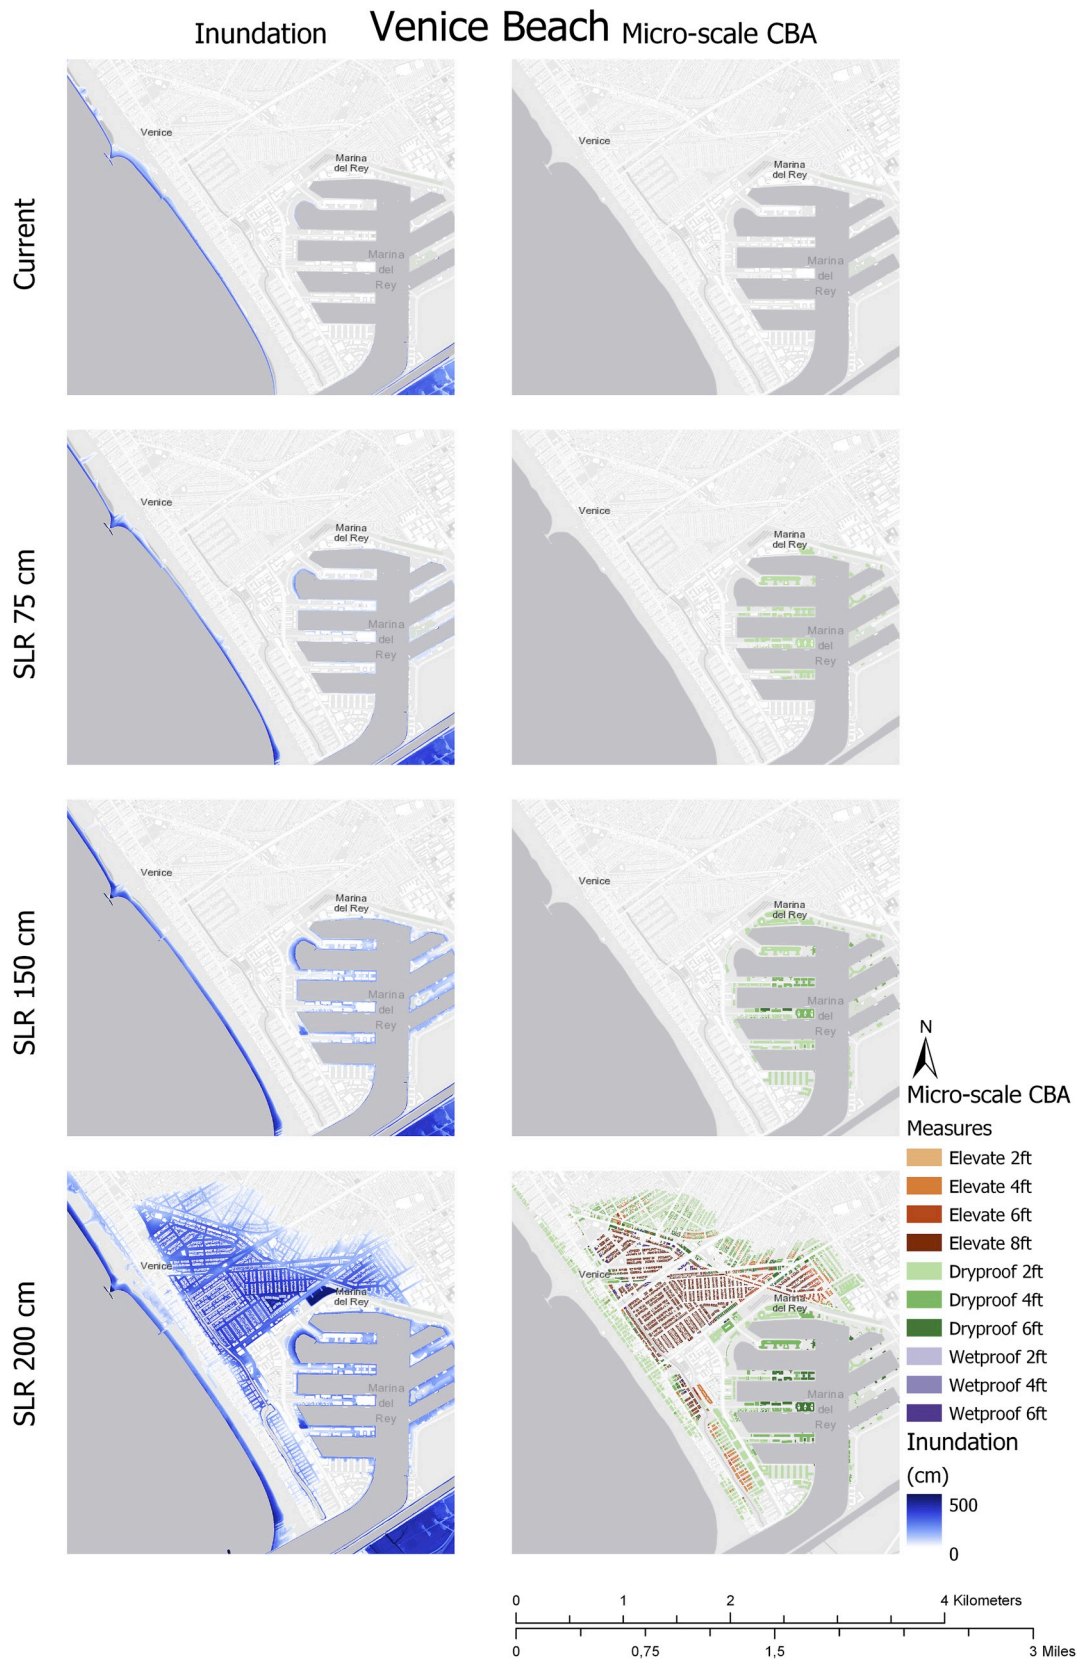 Inundation Venice Beach Micro-scale CBA
Current
Venice
Marina
del Rey
Marina
del
Rey
Venice
Marina
del Rey
Marina
del
Rey
SLR 75 cm
Venice
Marina
del Rey
Marina
del
Rey
Venice
Marina
del Rey
Marina
del
Rey
SLR 150 cm
Venice
Marina
del Rey
Marina
del
Rey
Venice
Marina
del Rey
Marina
del
Rey
SLR 200 cm
Venice
Marina
del Rey
Marina
del
Rey
Venice
Marina
del Rey
Marina
del
Rey
N
Micro-scale CBA
Measures
Elevate 2ft
Elevate 4ft
Elevate 6ft
Elevate 8ft
Dryproof 2ft
Dryproof 4ft
Dryproof 6ft
Wetproof 2ft
Wetproof 4ft
Wetproof 6ft
Inundation
(cm)
500
0
0 1 2 4 Kilometers
0 0,75 1,5 3 Miles